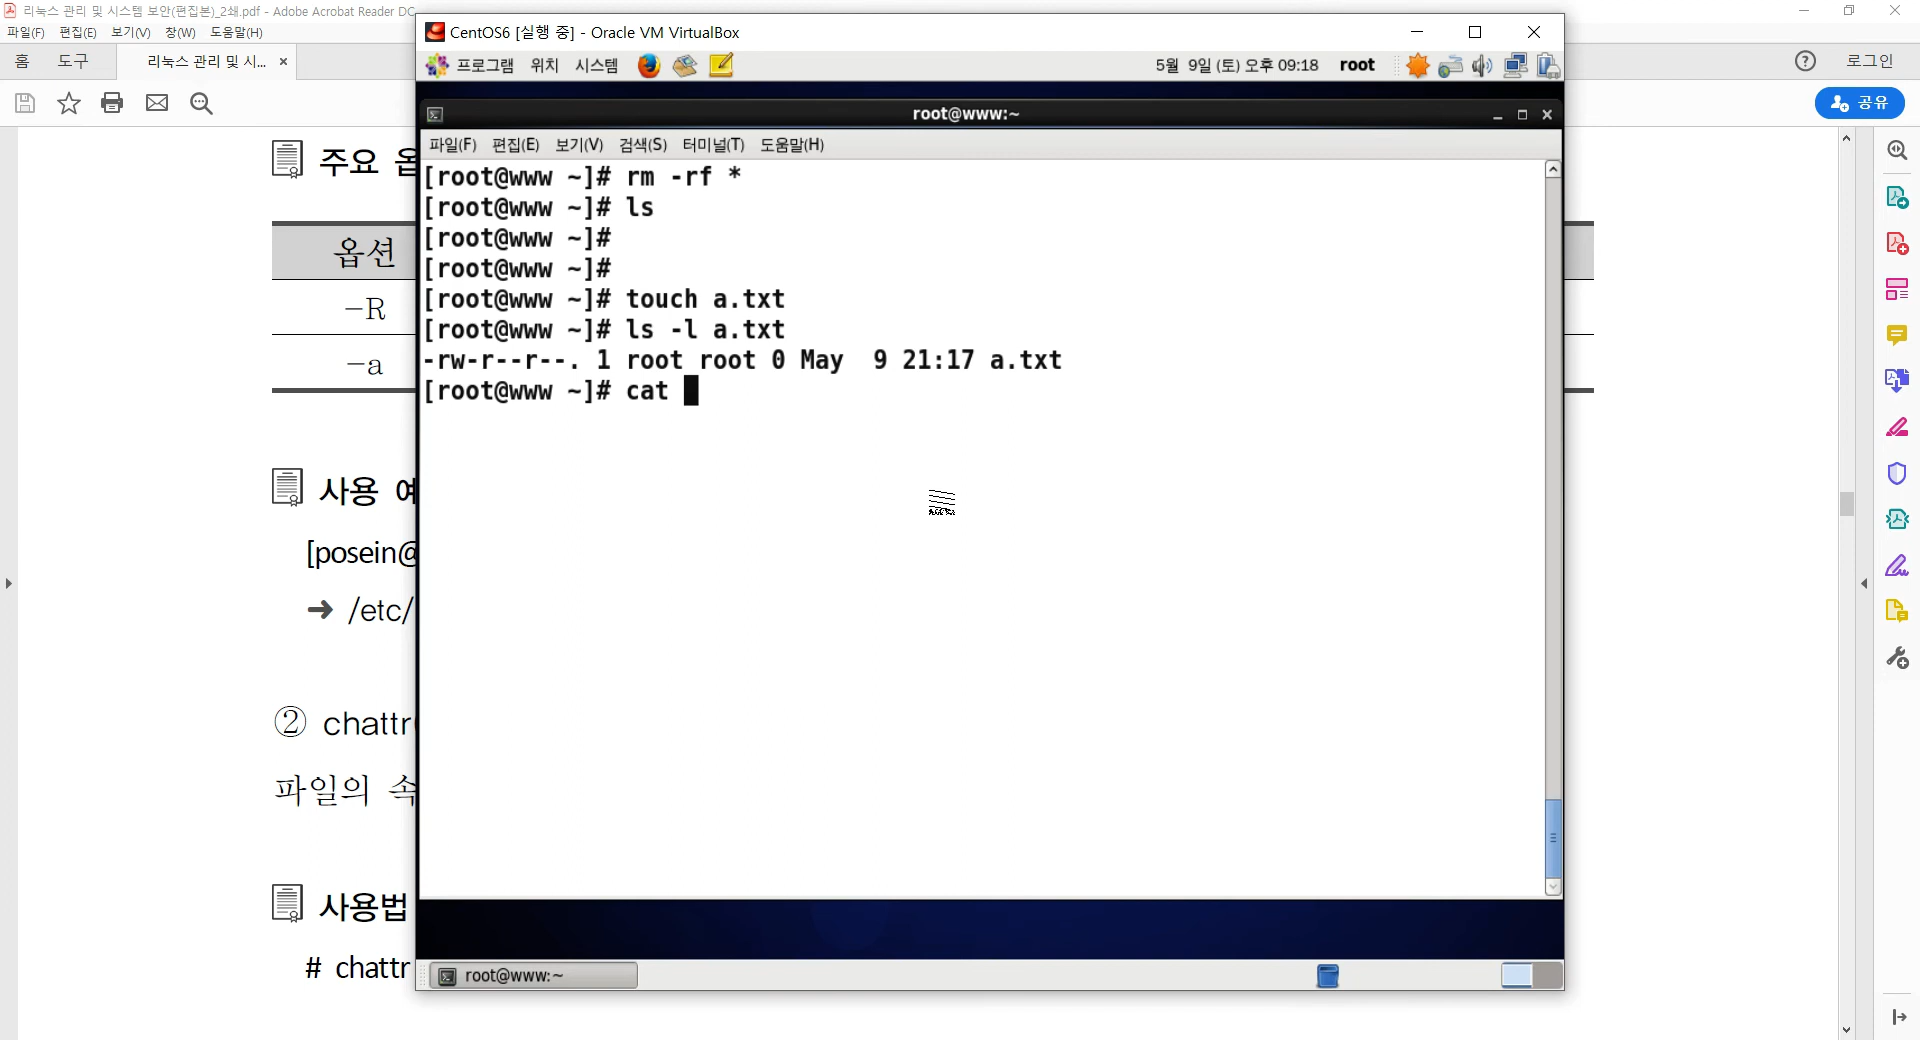 리눅스 관리 및 시스템 보안(편집본)_2쇄.pdf - Adobe Acrobat Reader DC
파일(F) 편집(E) 보기(V) 창(W) 도움말(H)
홈 도구 리눅스 관리 및 시... × 로그인
공유
CentOS6 [실행 중] - Oracle VM VirtualBox
프로그램 위치 시스템 5월 9일 (토) 오후 09:18 root
root@www:~
파일(F) 편집(E) 보기(V) 검색(S) 터미널(T) 도움말(H)
[root@www ~]# rm -rf *
[root@www ~]# ls
[root@www ~]#
[root@www ~]#
[root@www ~]# touch a.txt
[root@www ~]# ls -l a.txt
-rw-r--r--. 1 root root 0 May  9 21:17 a.txt
[root@www ~]# cat
root@www:~
주요
옵션
-R
-a
사용
[posein@
➜ /etc/
② chattr
파일의 속
사용법
# chattr